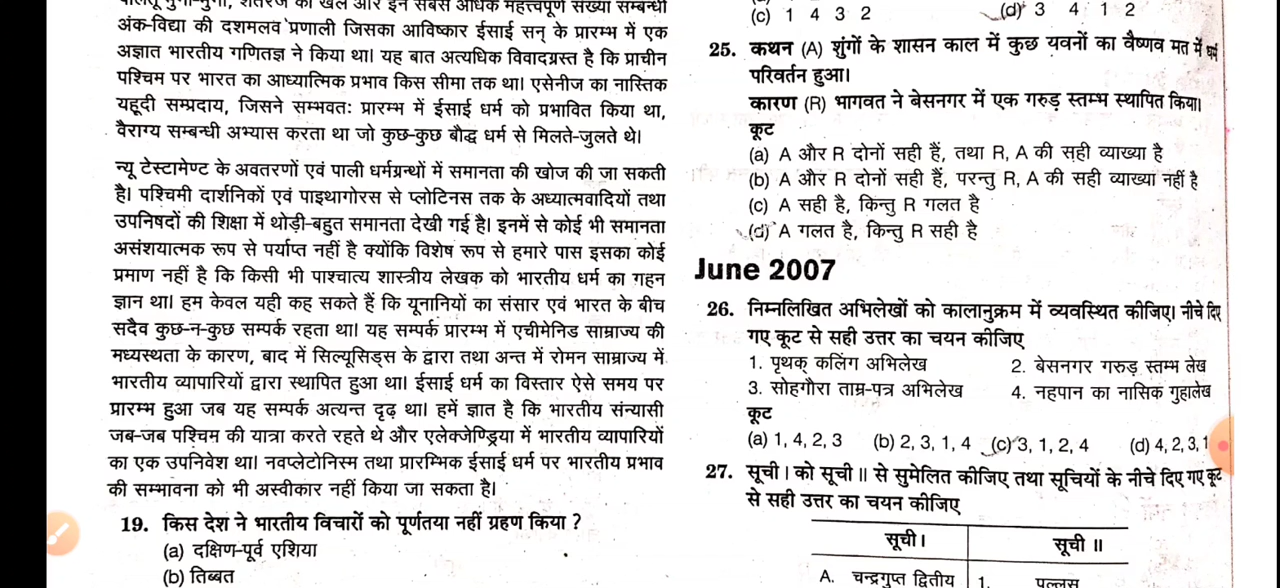 पालतू मुर्गा-मुर्गी, शतरंज का खेल और इन सबसे अधिक महत्त्वपूर्ण संख्या सम्बन्धी
अंक-विद्या की दशमलव प्रणाली जिसका आविष्कार ईसाई सन् के प्रारम्भ में एक
अज्ञात भारतीय गणितज्ञ ने किया था। यह बात अत्यधिक विवादग्रस्त है कि प्राचीन
पश्चिम पर भारत का आध्यात्मिक प्रभाव किस सीमा तक था। एसेनीज का नास्तिक
यहूदी सम्प्रदाय, जिसने सम्भवतः प्रारम्भ में ईसाई धर्म को प्रभावित किया था,
वैराग्य सम्बन्धी अभ्यास करता था जो कुछ-कुछ बौद्ध धर्म से मिलते-जुलते थे।
न्यू टेस्टामेण्ट के अवतरणों एवं पाली धर्मग्रन्थों में समानता की खोज की जा सकती
है। पश्चिमी दार्शनिकों एवं पाइथागोरस से प्लोटिनस तक के अध्यात्मवादियों तथा
उपनिषदों की शिक्षा में थोड़ी-बहुत समानता देखी गई है। इनमें से कोई भी समानता
असंशयात्मक रूप से पर्याप्त नहीं है क्योंकि विशेष रूप से हमारे पास इसका कोई
प्रमाण नहीं है कि किसी भी पाश्चात्य शास्त्रीय लेखक को भारतीय धर्म का गहन
ज्ञान था। हम केवल यही कह सकते हैं कि यूनानियों का संसार एवं भारत के बीच
सदैव कुछ-न-कुछ सम्पर्क रहता था। यह सम्पर्क प्रारम्भ में एचीमेनिड साम्राज्य की
मध्यस्थता के कारण, बाद में सिल्यूसिड्स के द्वारा तथा अन्त में रोमन साम्राज्य में
भारतीय व्यापारियों द्वारा स्थापित हुआ था। ईसाई धर्म का विस्तार ऐसे समय पर
प्रारम्भ हुआ जब यह सम्पर्क अत्यन्त दृढ़ था। हमें ज्ञात है कि भारतीय संन्यासी
जब-जब पश्चिम की यात्रा करते रहते थे और एलेक्जेण्ड्रिया में भारतीय व्यापारियों
का एक उपनिवेश था। नवप्लेटोनिस्म तथा प्रारम्भिक ईसाई धर्म पर भारतीय प्रभाव
की सम्भावना को भी अस्वीकार नहीं किया जा सकता है।
19. किस देश ने भारतीय विचारों को पूर्णतया नहीं ग्रहण किया ?
(a) दक्षिण-पूर्व एशिया
(b) तिब्बत
(c) 1 4 3 2 (d) 3 4 1 2
25. कथन (A) शुंगों के शासन काल में कुछ यवनों का वैष्णव मत में धर्म
परिवर्तन हुआ।
कारण (R) भागवत ने बेसनगर में एक गरुड़ स्तम्भ स्थापित किया।
कूट
(a) A और R दोनों सही हैं, तथा R, A की सही व्याख्या है
(b) A और R दोनों सही हैं, परन्तु R, A की सही व्याख्या नहीं है
(c) A सही है, किन्तु R गलत है
(d) A गलत है, किन्तु R सही है
June 2007
26. निम्नलिखित अभिलेखों को कालानुक्रम में व्यवस्थित कीजिए। नीचे दिए
गए कूट से सही उत्तर का चयन कीजिए
1. पृथक् कलिंग अभिलेख 2. बेसनगर गरुड़ स्तम्भ लेख
3. सोहगौरा ताम्र-पत्र अभिलेख 4. नहपान का नासिक गुहालेख
कूट
(a) 1, 4, 2, 3 (b) 2, 3, 1, 4 (c) 3, 1, 2, 4 (d) 4, 2, 3, 1
27. सूची I को सूची II से सुमेलित कीजिए तथा सूचियों के नीचे दिए गए कूट
से सही उत्तर का चयन कीजिए
सूची I सूची II
A. चन्द्रगुप्त द्वितीय 1. पल्लस